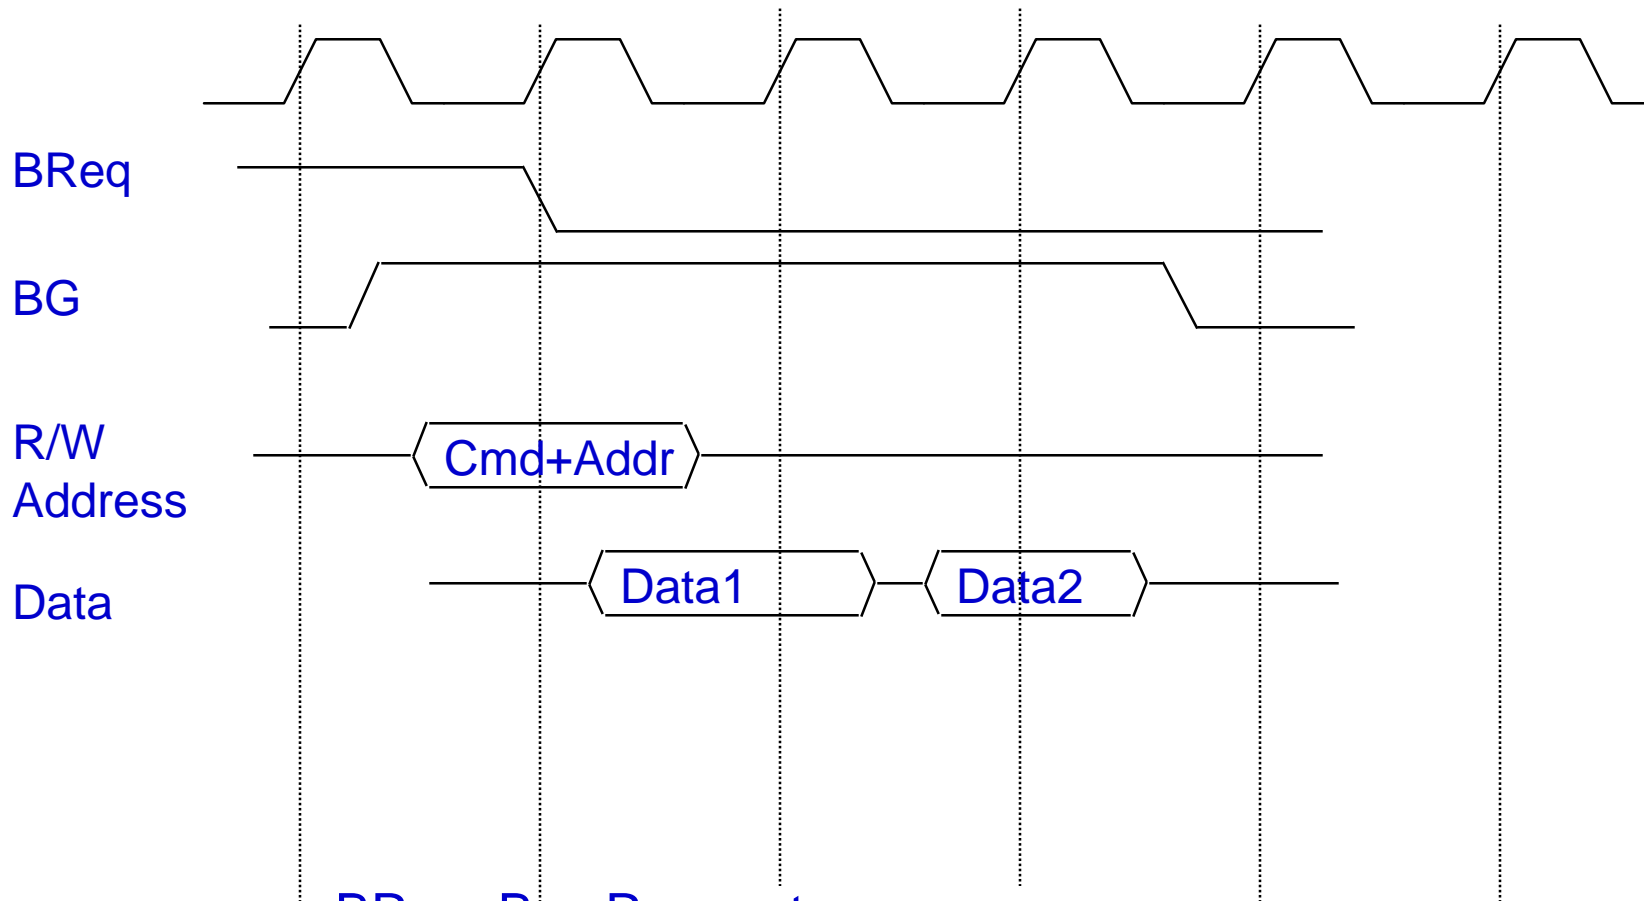 BReq
BG
R/W
Address
Cmd+Addr
Data
Data1
Data2